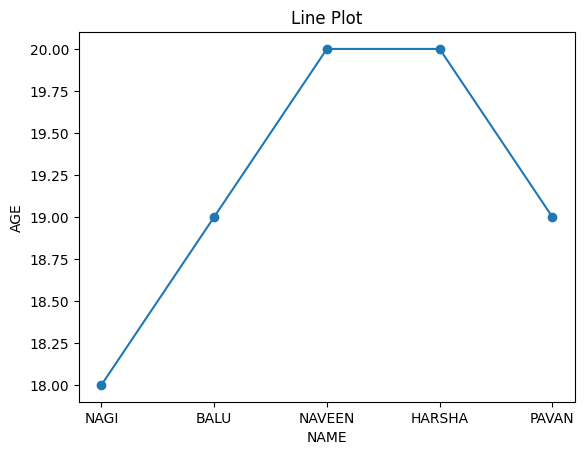 Line Plot
AGE
20.00
19.75
19.50
19.25
19.00
18.75
18.50
18.25
18.00
NAGI BALU NAVEEN HARSHA PAVAN
NAME